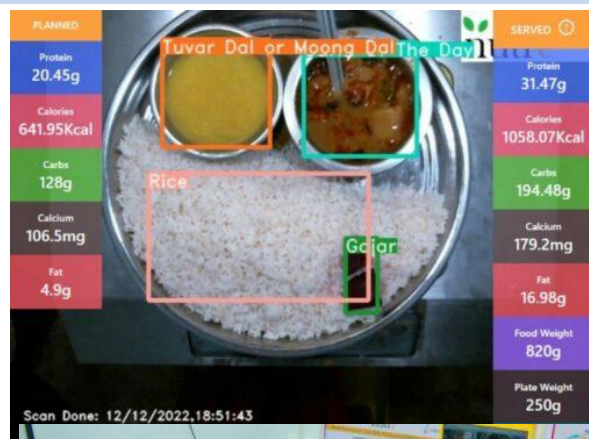 PLANNED
Protein
20.45g
Calories
641.95Kcal
Carbs
128g
Calcium
106.5mg
Fat
4.9g
Tuvar Dal or Moong Dal
The Day
Rice
Gajar
Scan Done: 12/12/2022,18:51:43
SERVED
Protein
31.47g
Calories
1058.07Kcal
Carbs
194.48g
Calcium
179.2mg
Fat
16.98g
Food Weight
820g
Plate Weight
250g